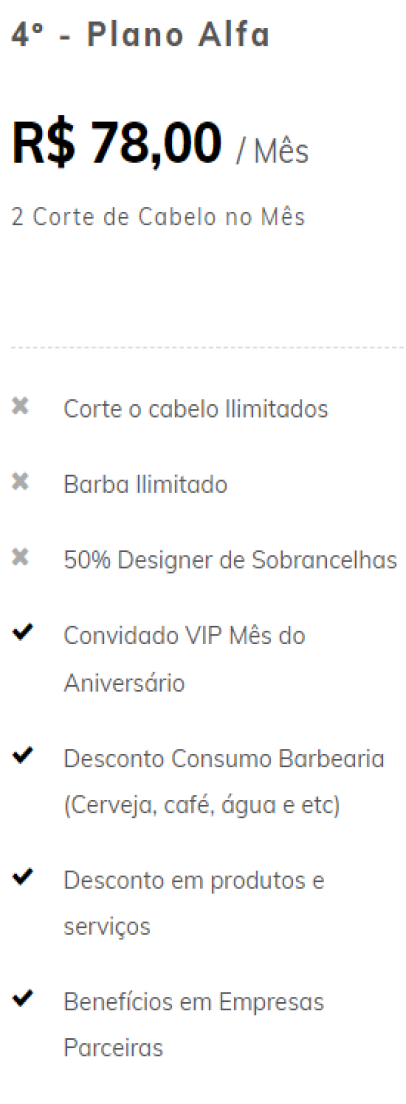 4º - Plano Alfa
R$ 78,00 / Mês
2 Corte de Cabelo no Mês
Corte o cabelo Ilimitados
Barba Ilimitado
50% Designer de Sobrancelhas
Convidado VIP Mês do
Aniversário
Desconto Consumo Barbearia
(Cerveja, café, água e etc)
Desconto em produtos e
serviços
Benefícios em Empresas
Parceiras